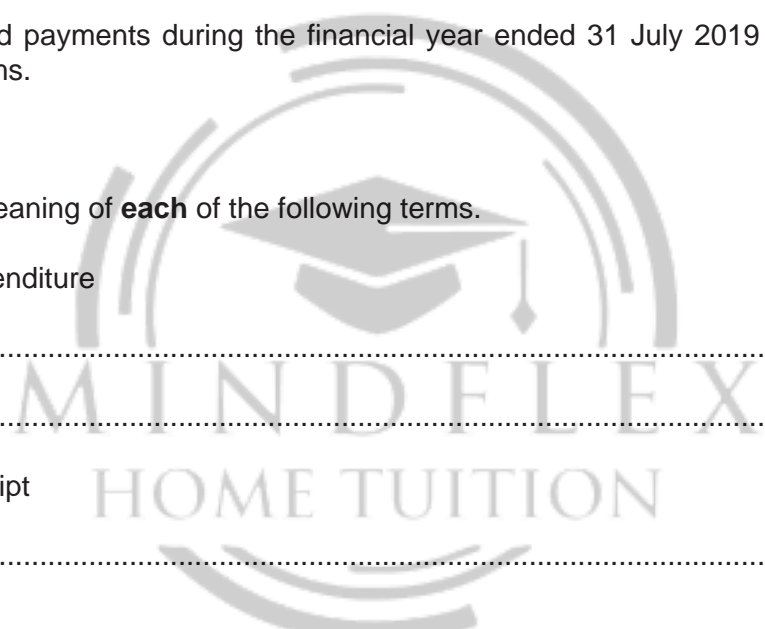 d payments during the financial year ended 31 July 2019
ns.
eaning of each of the following terms.
enditure
................................................................................
MINDFLEX
................................................................................
ipt
HOME TUITION
................................................................................